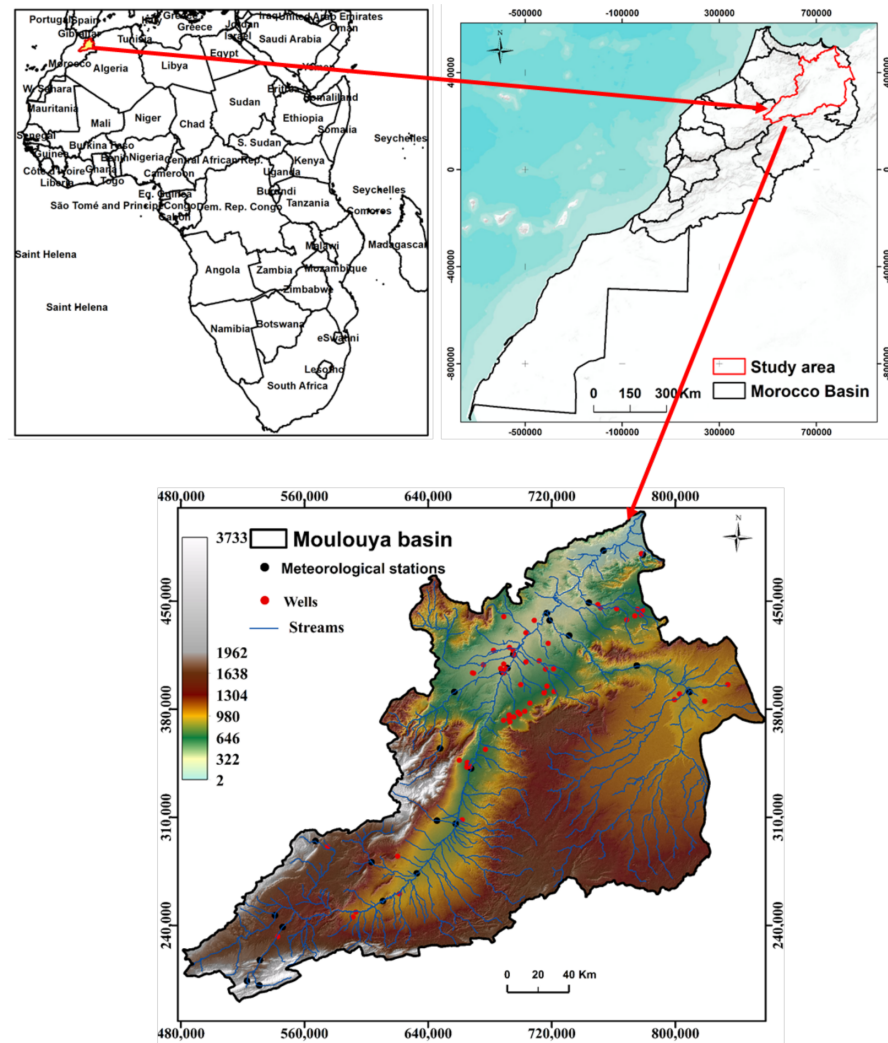 Portugal
Spain
Italy
Greece
Greece
Iraq
United Arab Emirates
Gibraltar
Tunisia
Jordan
Israel
Oman
Saudi Arabia
Morocco
Algeria
Libya
Egypt
W. Sahara
Mauritania
Mali
Niger
Chad
Sudan
Eritrea
Somaliland
Ethiopia
Somalia
Senegal
Burkina Faso
Guinea
Benin
Nigeria
Central African Rep.
S. Sudan
Côte d'Ivoire
Ghana
Togo
Liberia
Cameroon
Uganda
Kenya
Seychelles
Eq. Guinea
São Tomé and Principe
Congo
Gabon
Dem. Rep. Congo
Burundi
Tanzania
Seychelles
Comoros
Saint Helena
Angola
Zambia
Malawi
Mozambique
Madagascar
Saint Helena
Zimbabwe
Namibia
Botswana
eSwatini
Lesotho
South Africa
-500000 -100000 300000 700000
N
400000
400000
0
0
-400000
-400000
-800000
-800000
Study area
Morocco Basin
0 150 300 Km
-500000 -100000 300000 700000
480,000 560,000 640,000 720,000 800,000
3733
1962
1638
1304
980
646
322
2
Moulouya basin
Meteorological stations
Wells
Streams
N
450,000
450,000
380,000
380,000
310,000
310,000
240,000
240,000
0 20 40 Km
480,000 560,000 640,000 720,000 800,000